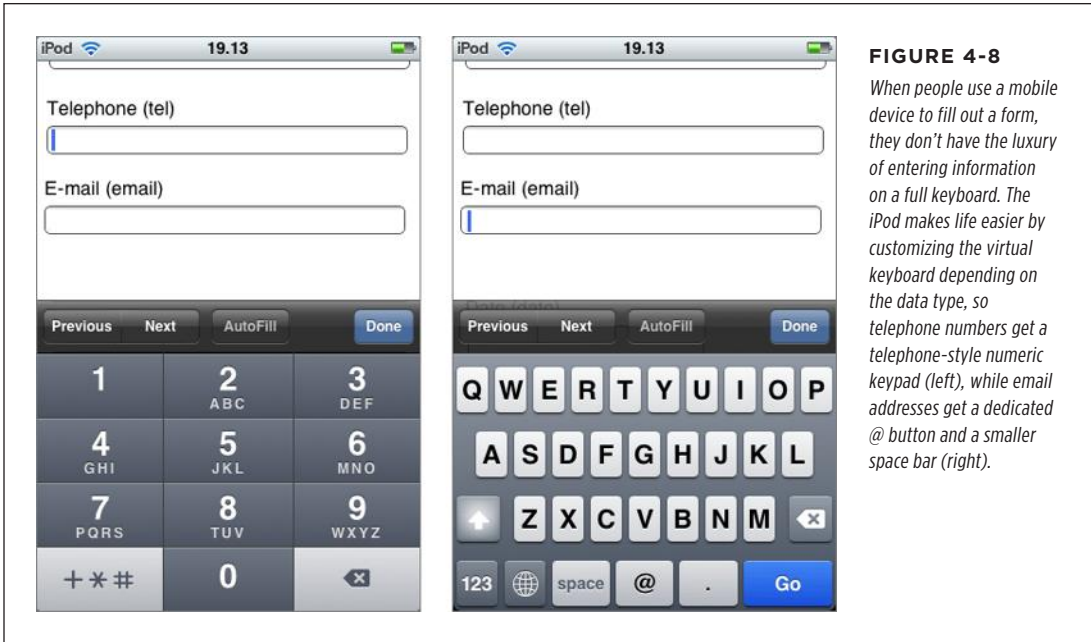 iPod 19.13
Telephone (tel)
E-mail (email)
Previous Next AutoFill Done
1 2 3
ABC DEF
4 5 6
GHI JKL MNO
7 8 9
PQRS TUV WXYZ
+*# 0
iPod 19.13
Telephone (tel)
E-mail (email)
Date (date)
Previous Next AutoFill Done
Q W E R T Y U I O P
A S D F G H J K L
Z X C V B N M
123 space @ . Go
FIGURE 4-8
When people use a mobile
device to fill out a form,
they don’t have the luxury
of entering information
on a full keyboard. The
iPod makes life easier by
customizing the virtual
keyboard depending on
the data type, so
telephone numbers get a
telephone-style numeric
keypad (left), while email
addresses get a dedicated
@ button and a smaller
space bar (right).